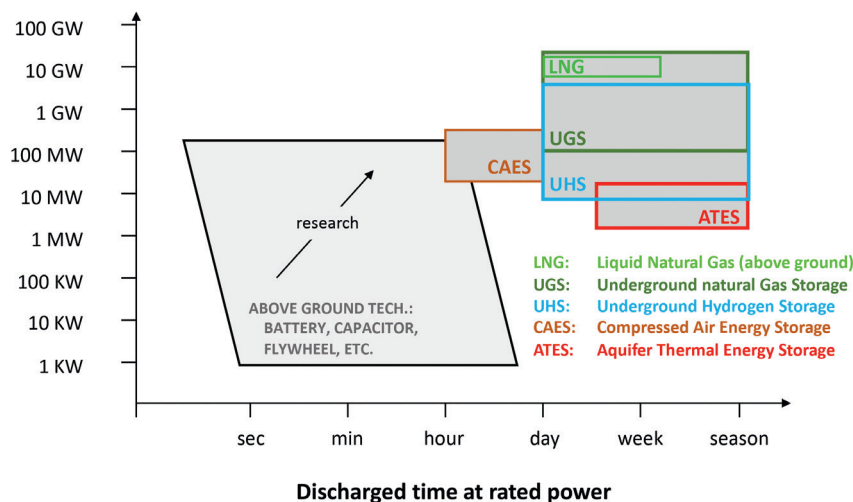 100 GW
10 GW
1 GW
100 MW
10 MW
1 MW
100 KW
10 KW
1 KW
LNG
UGS
CAES
UHS
ATES
research
ABOVE GROUND TECH.:
BATTERY, CAPACITOR,
FLYWHEEL, ETC.
LNG: Liquid Natural Gas (above ground)
UGS: Underground natural Gas Storage
UHS: Underground Hydrogen Storage
CAES: Compressed Air Energy Storage
ATES: Aquifer Thermal Energy Storage
sec min hour day week season
Discharged time at rated power